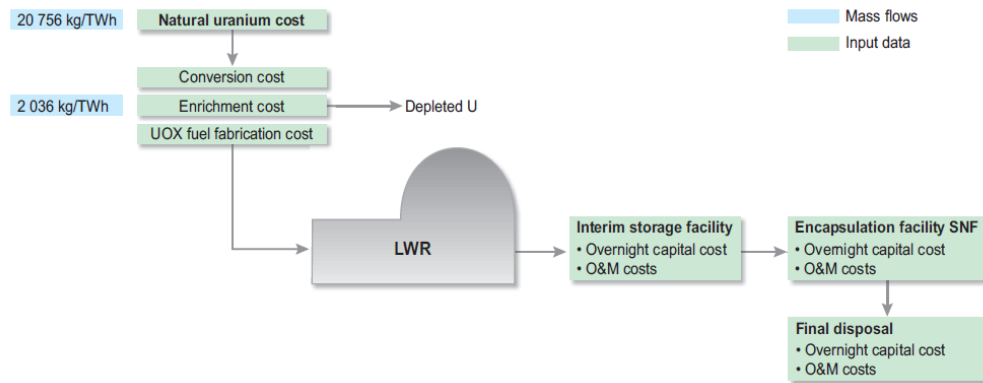 20 756 kg/TWh
Natural uranium cost
Mass flows
Input data
Conversion cost
2 036 kg/TWh
Enrichment cost
Depleted U
UOX fuel fabrication cost
LWR
Interim storage facility
• Overnight capital cost
• O&M costs
Encapsulation facility SNF
• Overnight capital cost
• O&M costs
Final disposal
• Overnight capital cost
• O&M costs